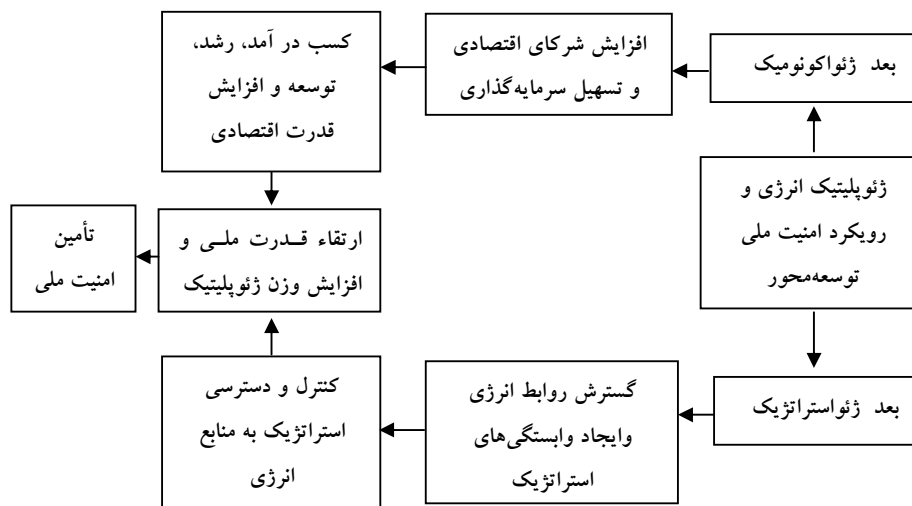 بعد ژئواکونومیک
افزایش شرکای اقتصادی
و تسهیل سرمایه‌گذاری
کسب در آمد، رشد،
توسعه و افزایش
قدرت اقتصادی
ژئوپلیتیک انرژی و
رویکرد امنیت ملی
توسعه‌محور
ارتقاء قـدرت ملـی و
افزایش وزن ژئوپلیتیک
تأمین
امنیت ملی
بعد ژئواستراتژیک
گسترش روابط انرژی
وایجاد وابستگی‌های
استراتژیک
کنترل و دسترسی
استراتژیک به منابع
انرژی